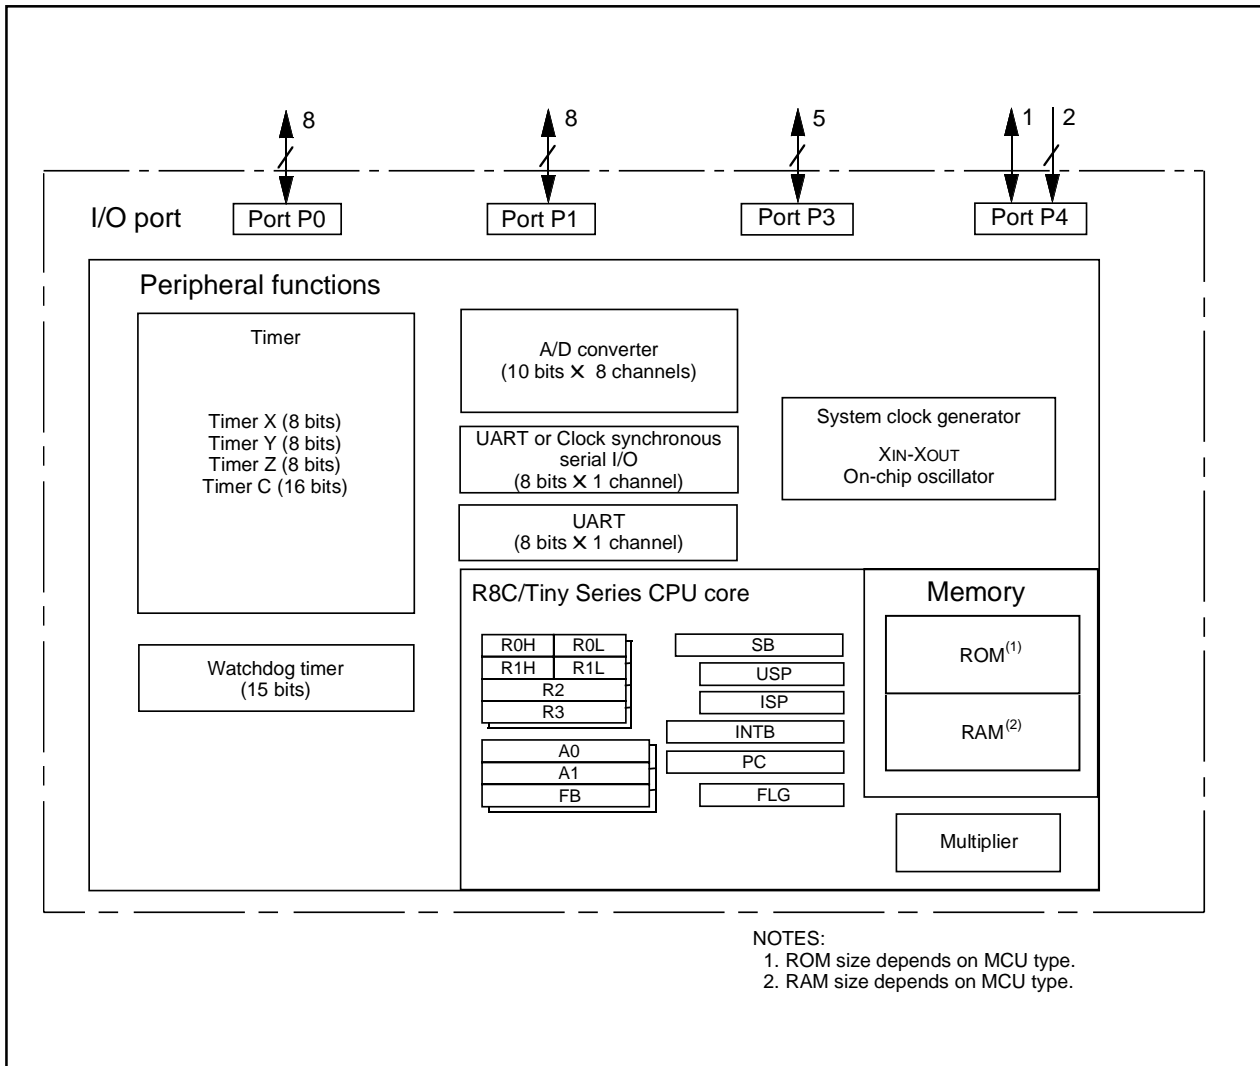 8
8
5
1
2
I/O port
Port P0
Port P1
Port P3
Port P4
Peripheral functions
Timer
Timer X (8 bits)
Timer Y (8 bits)
Timer Z (8 bits)
Timer C (16 bits)
Watchdog timer
(15 bits)
A/D converter
(10 bits × 8 channels)
UART or Clock synchronous
serial I/O
(8 bits × 1 channel)
UART
(8 bits × 1 channel)
System clock generator
XIN-XOUT
On-chip oscillator
R8C/Tiny Series CPU core
R0H
R0L
R1H
R1L
R2
R3
A0
A1
FB
SB
USP
ISP
INTB
PC
FLG
Memory
ROM(1)
RAM(2)
Multiplier
NOTES:
1. ROM size depends on MCU type.
2. RAM size depends on MCU type.